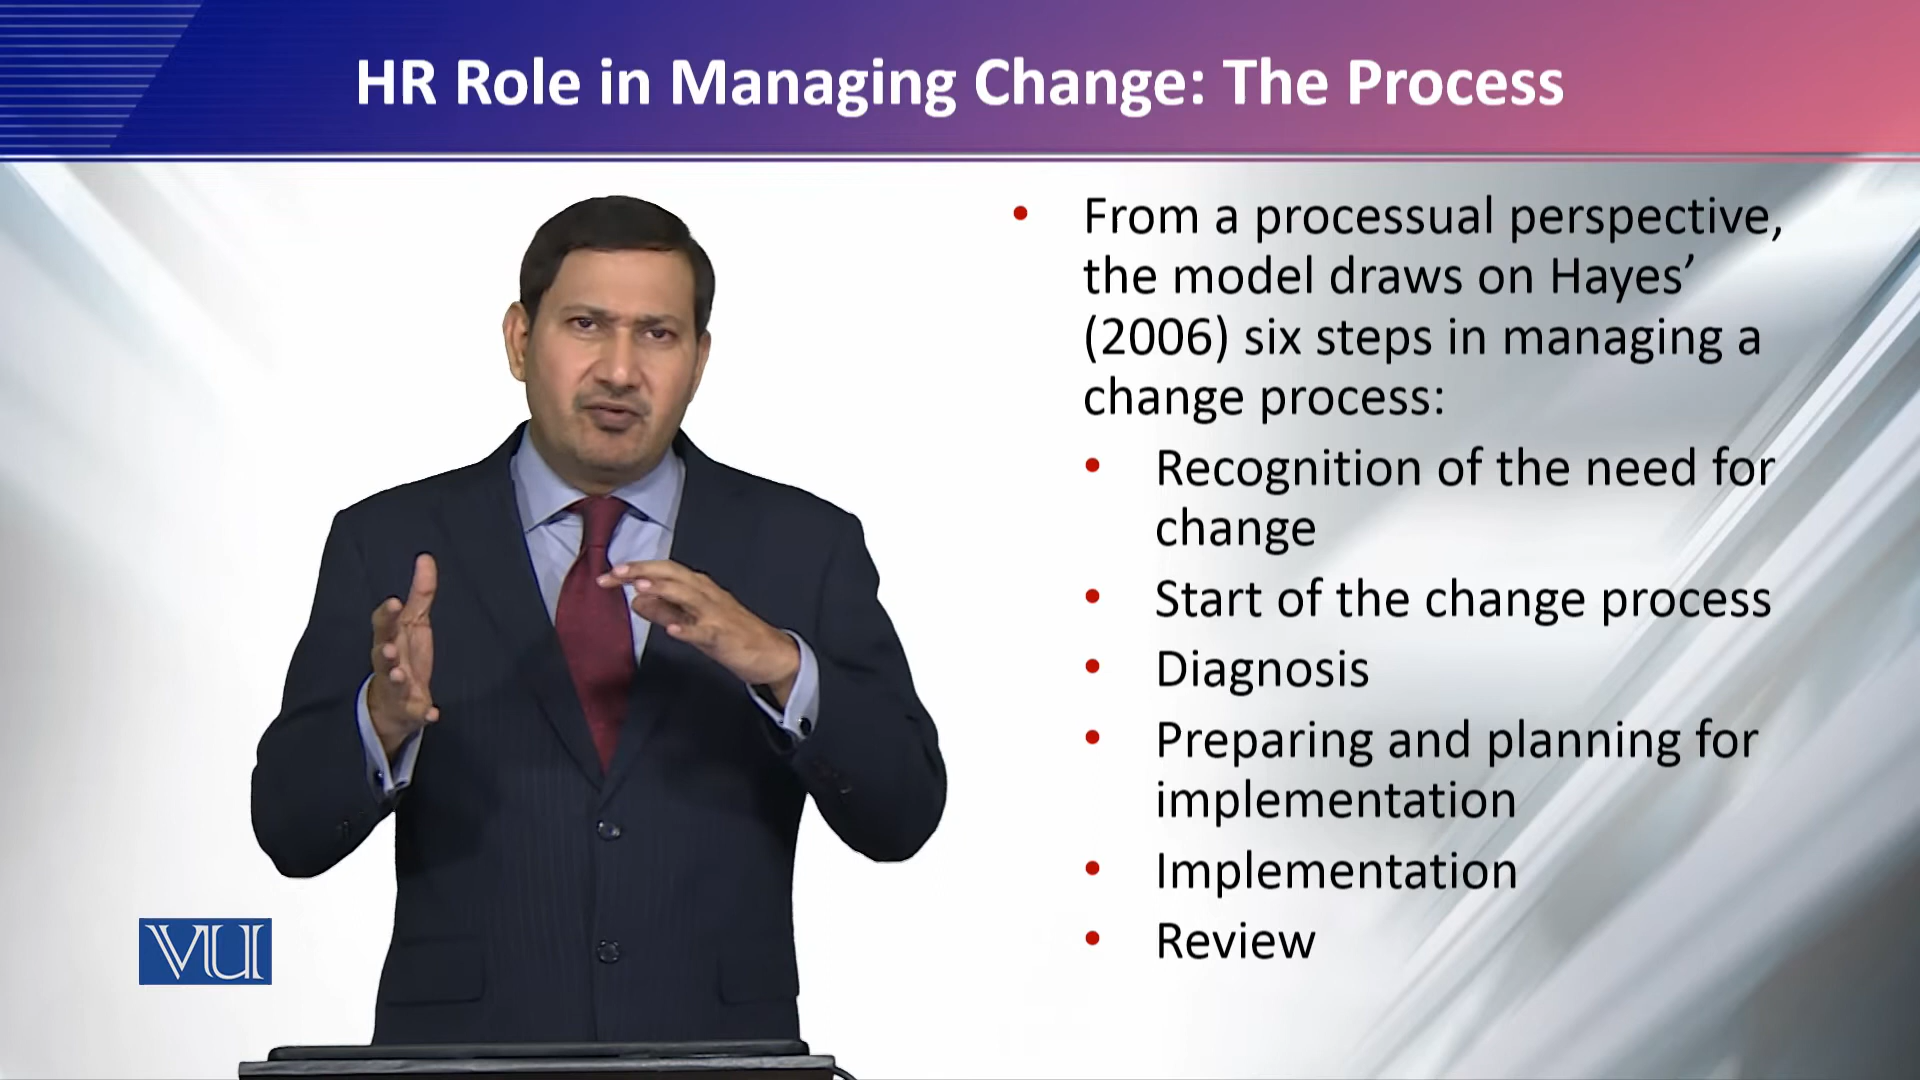 HR Role in Managing Change: The Process
• From a processual perspective,
the model draws on Hayes’
(2006) six steps in managing a
change process:
• Recognition of the need for
change
• Start of the change process
• Diagnosis
• Preparing and planning for
implementation
• Implementation
• Review
VU